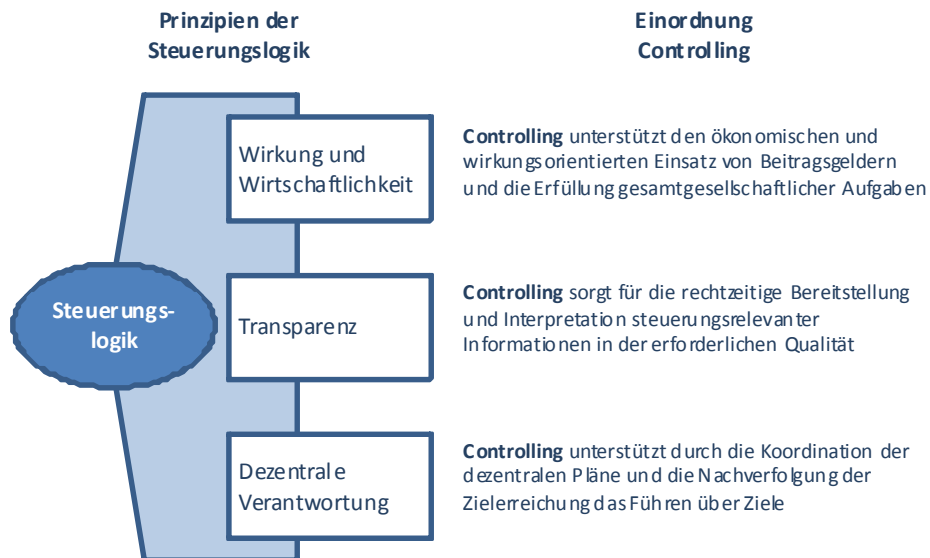 Prinzipien der
Steuerungslogik
Einordnung
Controlling
Steuerungs-
logik
Wirkung und
Wirtschaftlichkeit
Controlling unterstützt den ökonomischen und
wirkungsorientierten Einsatz von Beitragsgeldern
und die Erfüllung gesamtgesellschaftlicher Aufgaben
Transparenz
Controlling sorgt für die rechtzeitige Bereitstellung
und Interpretation steuerungsrelevanter
Informationen in der erforderlichen Qualität
Dezentrale
Verantwortung
Controlling unterstützt durch die Koordination der
dezentralen Pläne und die Nachverfolgung der
Zielerreichung das Führen über Ziele